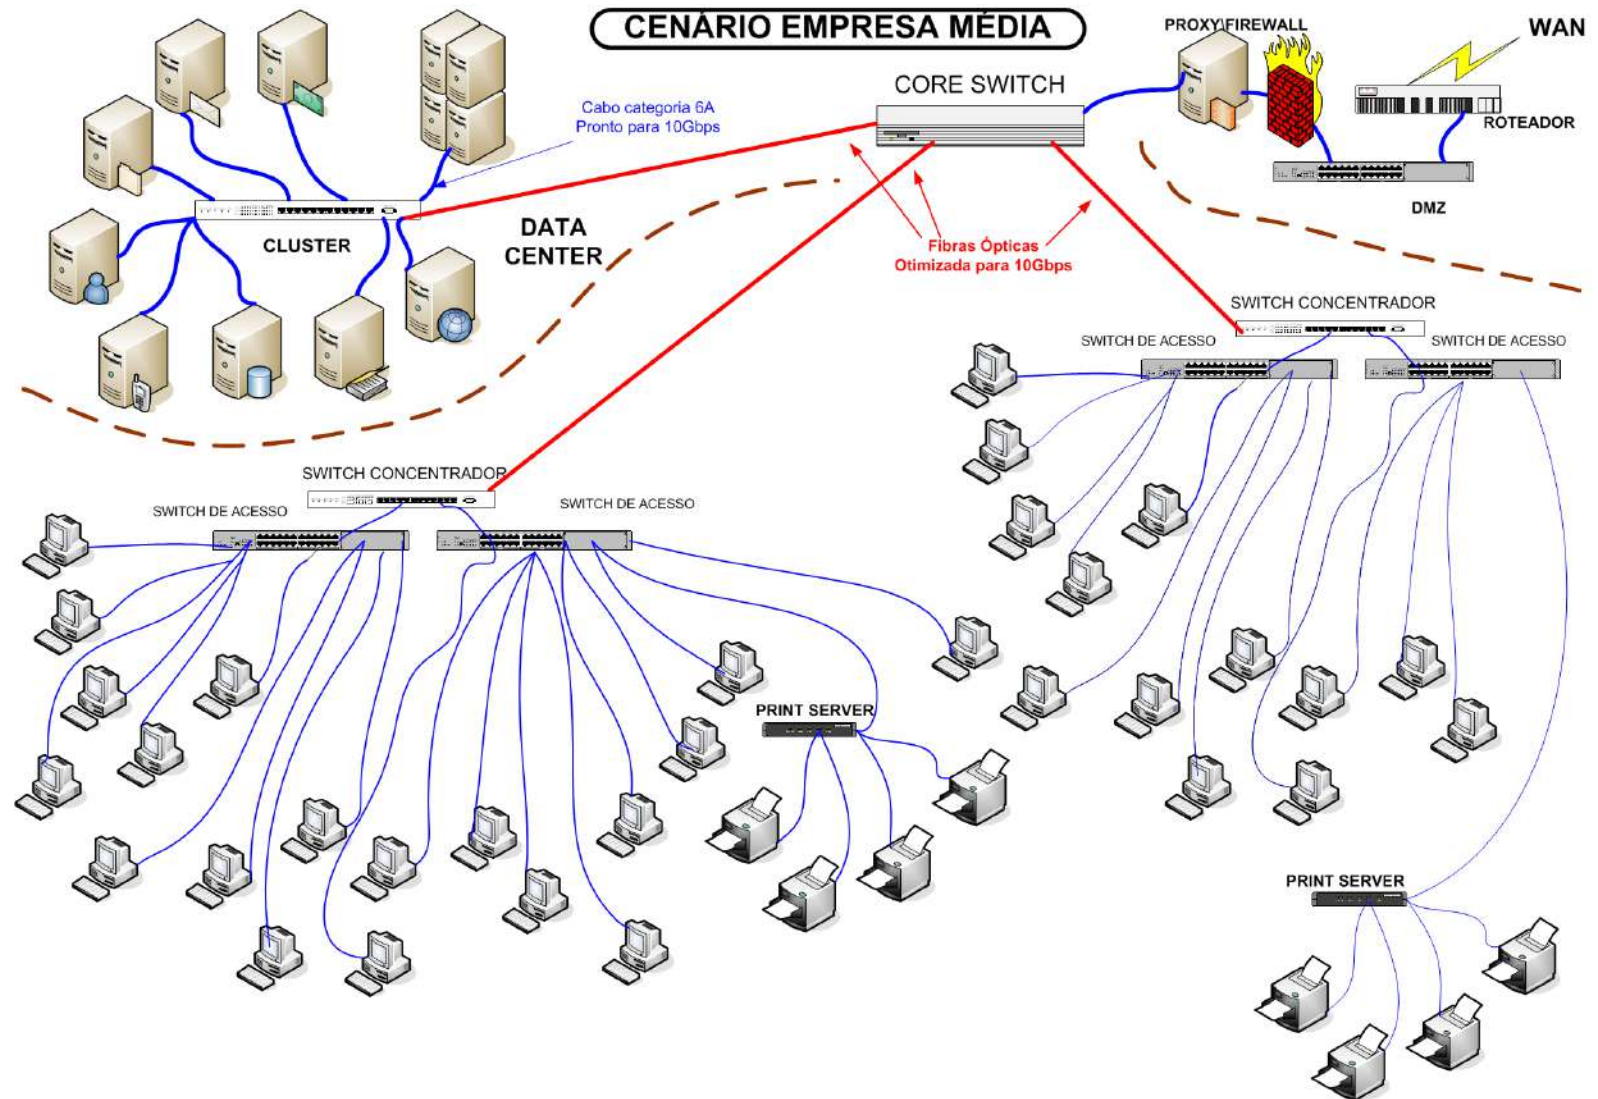 CENÁRIO EMPRESA MÉDIA
PROXY\FIREWALL
WAN
CORE SWITCH
Cabo categoria 6A
Pronto para 10Gbps
ROTEADOR
DMZ
DATA
CENTER
CLUSTER
Fibras Ópticas
Otimizada para 10Gbps
SWITCH CONCENTRADOR
SWITCH DE ACESSO
SWITCH DE ACESSO
SWITCH CONCENTRADOR
SWITCH DE ACESSO
SWITCH DE ACESSO
PRINT SERVER
PRINT SERVER